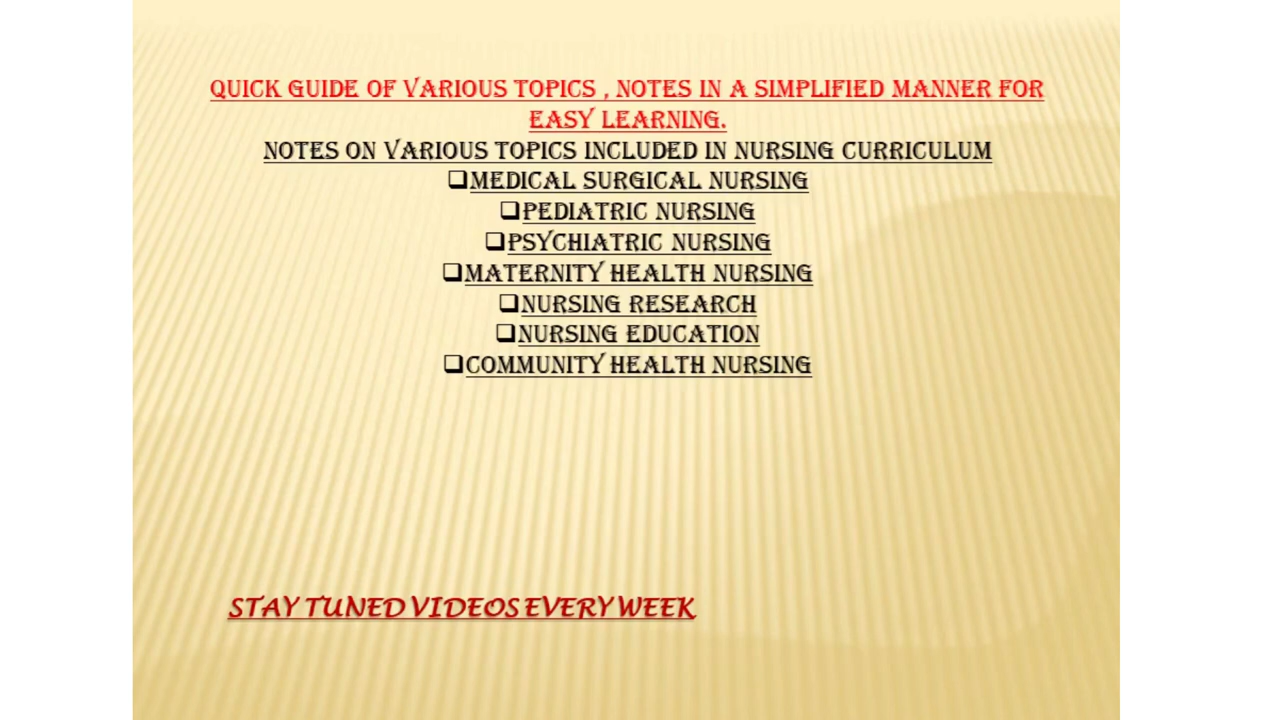 QUICK GUIDE OF VARIOUS TOPICS , NOTES IN A SIMPLIFIED MANNER FOR
EASY LEARNING.
NOTES ON VARIOUS TOPICS INCLUDED IN NURSING CURRICULUM
❑MEDICAL SURGICAL NURSING
❑PEDIATRIC NURSING
❑PSYCHIATRIC NURSING
❑MATERNITY HEALTH NURSING
❑NURSING RESEARCH
❑NURSING EDUCATION
❑COMMUNITY HEALTH NURSING
STAY TUNED VIDEOS EVERY WEEK